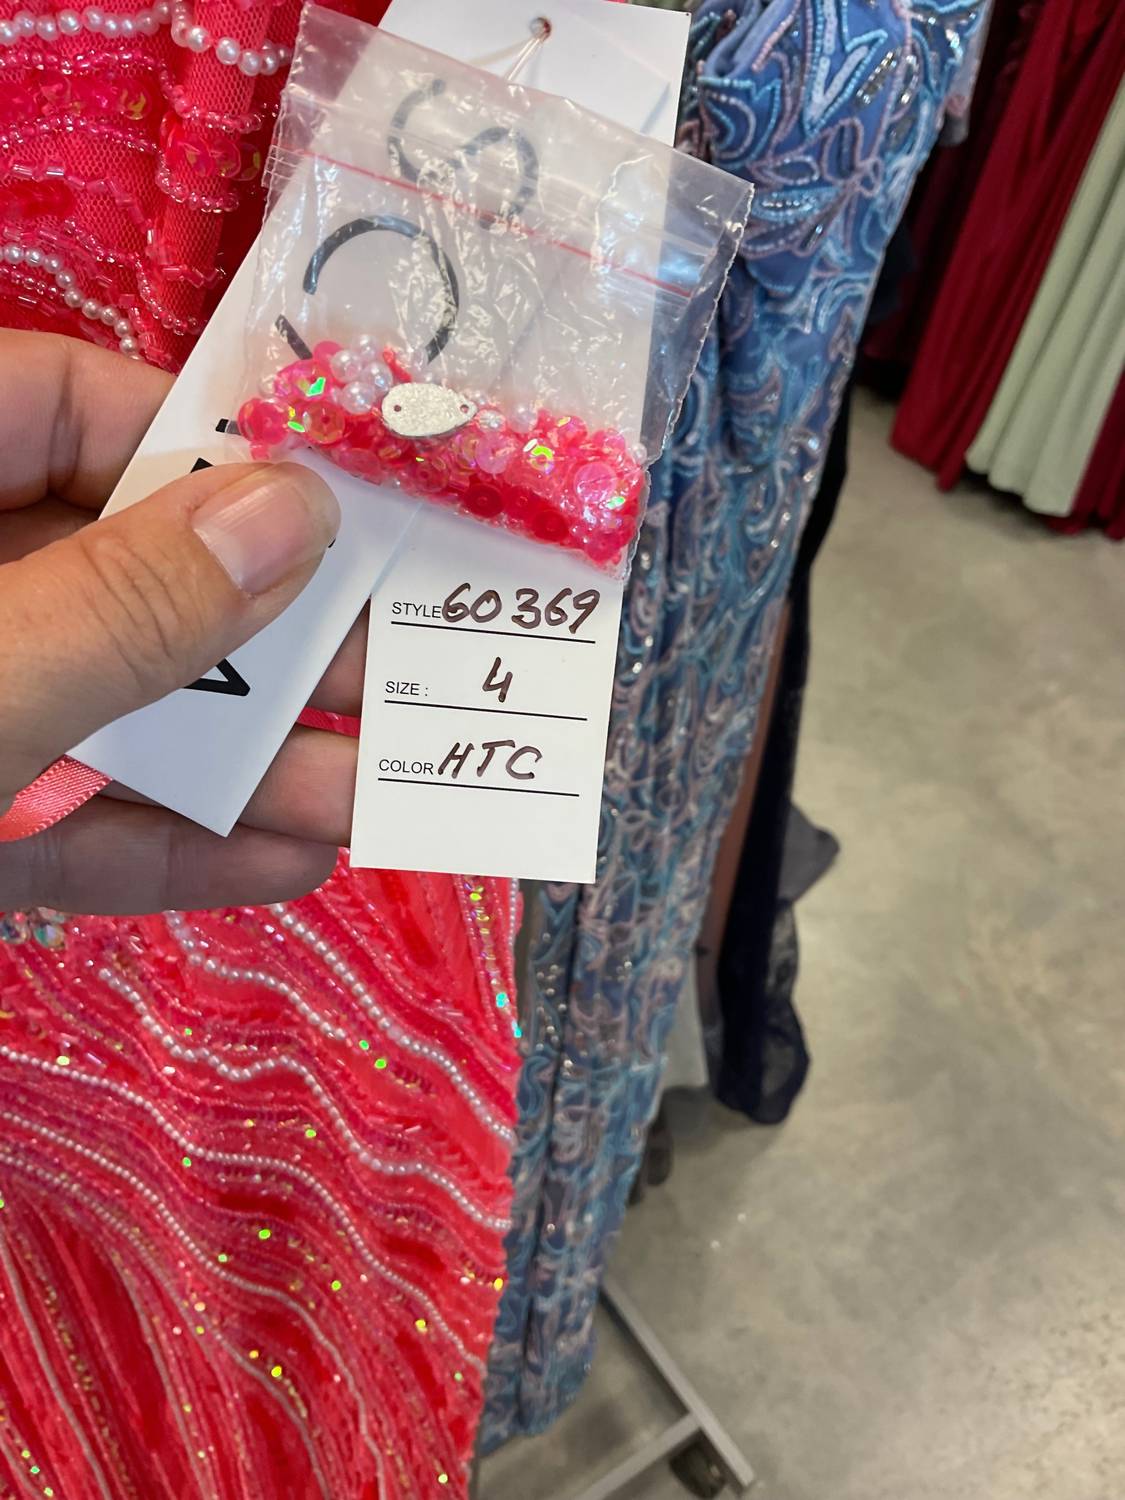 STYLE 60369
SIZE : 4
COLOR HTC